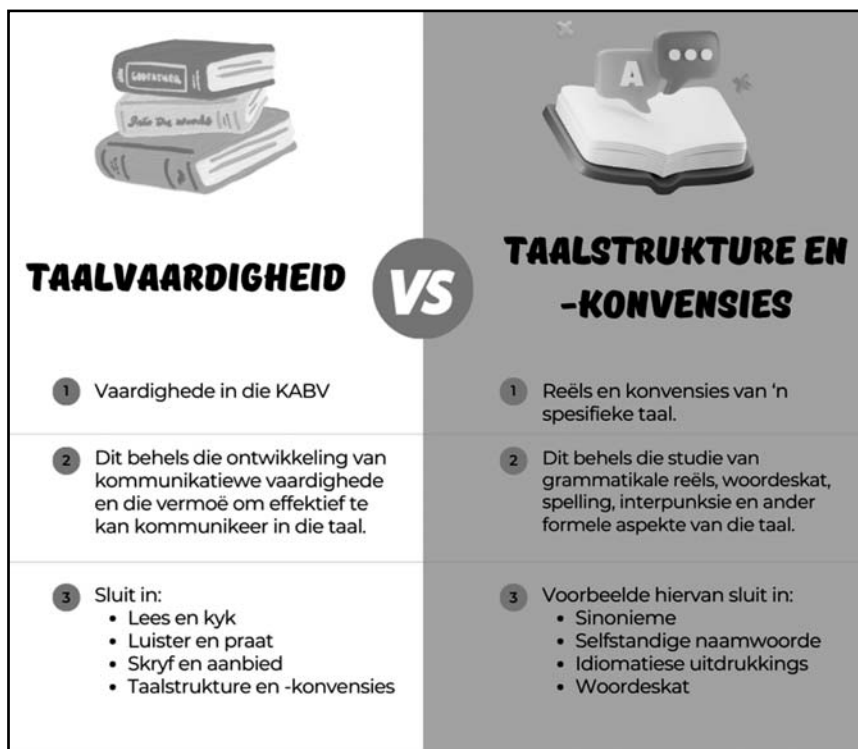 GODFATHER
Into The Woods
A
TAALVAARDIGHEID
VS
TAALSTRUKTURE EN
-KONVENSIES
1 Vaardighede in die KABV
2 Dit behels die ontwikkeling van
kommunikatiewe vaardighede
en die vermoë om effektief te
kan kommunikeer in die taal.
3 Sluit in:
• Lees en kyk
• Luister en praat
• Skryf en aanbied
• Taalstrukture en -konvensies
1 Reëls en konvensies van ‘n
spesifieke taal.
2 Dit behels die studie van
grammatikale reëls, woordeskat,
spelling, interpunksie en ander
formele aspekte van die taal.
3 Voorbeelde hiervan sluit in:
• Sinonieme
• Selfstandige naamwoorde
• Idiomatiese uitdrukkings
• Woordeskat